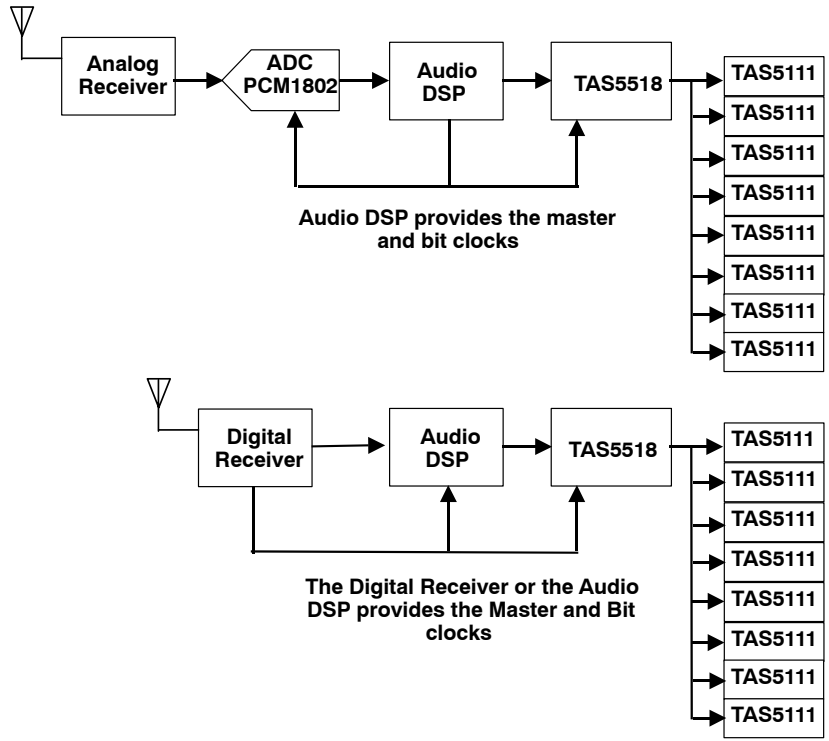 Analog
Receiver
ADC
PCM1802
Audio
DSP
TAS5518
TAS5111
TAS5111
TAS5111
TAS5111
TAS5111
TAS5111
TAS5111
TAS5111
Audio DSP provides the master
and bit clocks
Digital
Receiver
Audio
DSP
TAS5518
TAS5111
TAS5111
TAS5111
TAS5111
TAS5111
TAS5111
TAS5111
TAS5111
The Digital Receiver or the Audio
DSP provides the Master and Bit
clocks